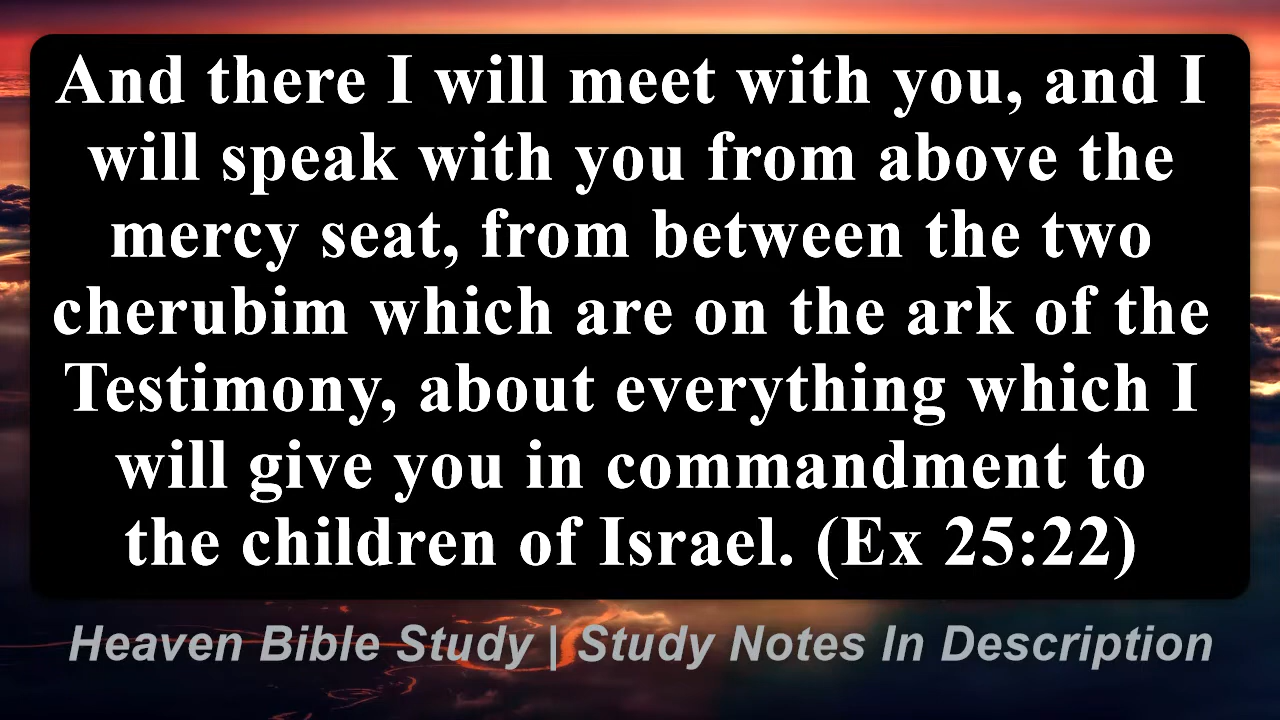 And there I will meet with you, and I
will speak with you from above the
mercy seat, from between the two
cherubim which are on the ark of the
Testimony, about everything which I
will give you in commandment to
the children of Israel. (Ex 25:22)
Heaven Bible Study | Study Notes In Description